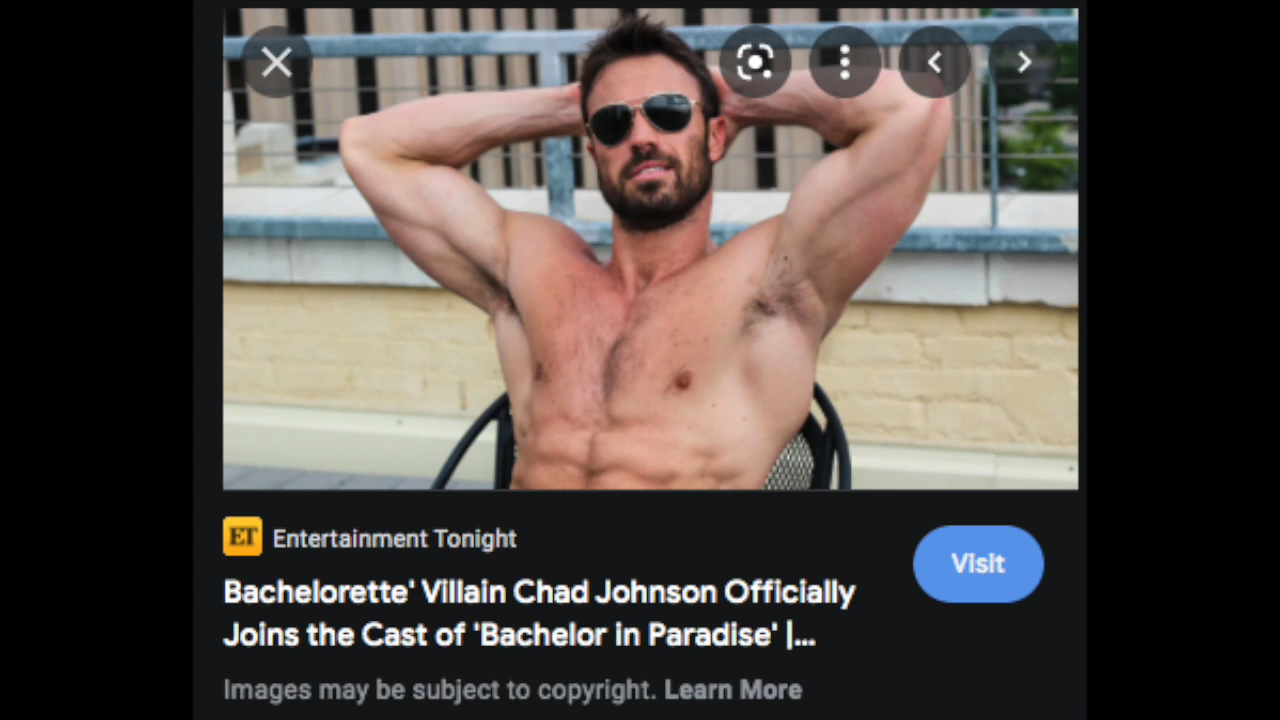 ET Entertainment Tonight
Visit
Bachelorette' Villain Chad Johnson Officially
Joins the Cast of 'Bachelor in Paradise' |...
Images may be subject to copyright. Learn More